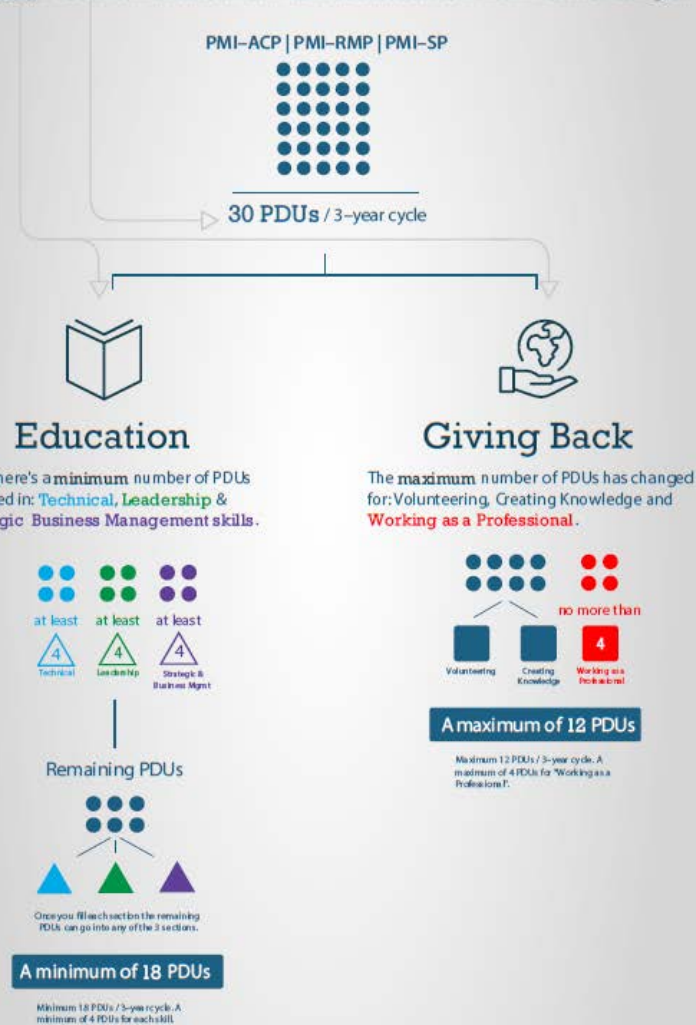 PMI–ACP | PMI–RMP | PMI–SP
30 PDUs / 3–year cycle
Education
here's a minimum number of PDUs
ed in: Technical, Leadership &
gic Business Management skills.
at least at least at least
4 4 4
Technical Leadership Strategic &
Business Mgmt
Remaining PDUs
Once you fill each section the remaining
PDUs can go into any of the 3 sections.
A minimum of 18 PDUs
Minimum 18 PDUs / 3–year cycle. A
minimum of 4 PDUs for each skill.
Giving Back
The maximum number of PDUs has changed
for: Volunteering, Creating Knowledge and
Working as a Professional.
no more than
4
Volunteering Creating
Knowledge Working as a
Professional
A maximum of 12 PDUs
Maximum 12 PDUs / 3–year cycle. A
maximum of 4 PDUs for "Working as a
Professional".